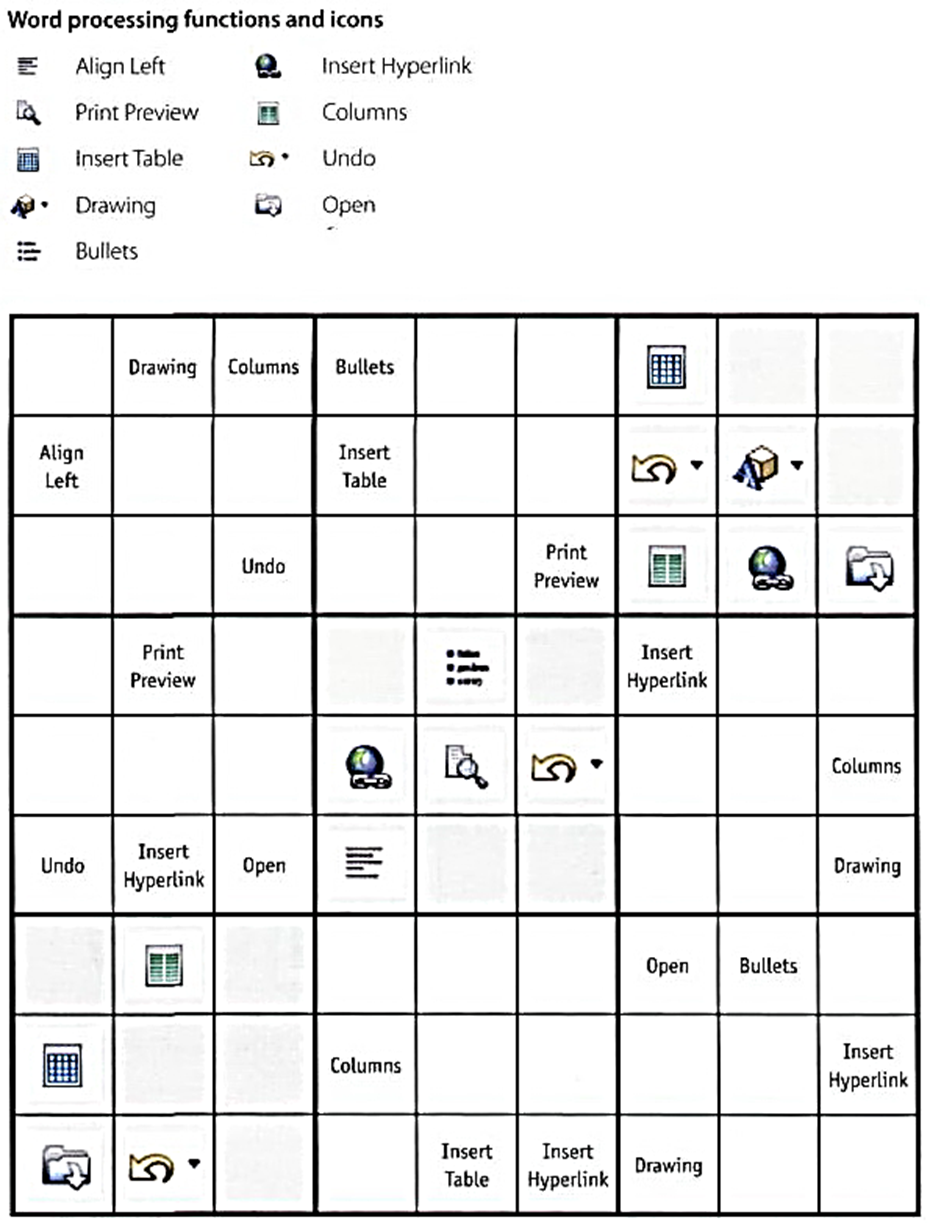 Word processing functions and icons
Align Left Insert Hyperlink
Print Preview Columns
Insert Table Undo
Drawing Open
Bullets
Drawing Columns Bullets
Align
Left
Insert
Table
Undo
Print
Preview
Print
Preview
Insert
Hyperlink
Columns
Undo
Insert
Hyperlink
Open
Drawing
Open Bullets
Columns
Insert
Hyperlink
Insert
Table
Insert
Hyperlink
Drawing